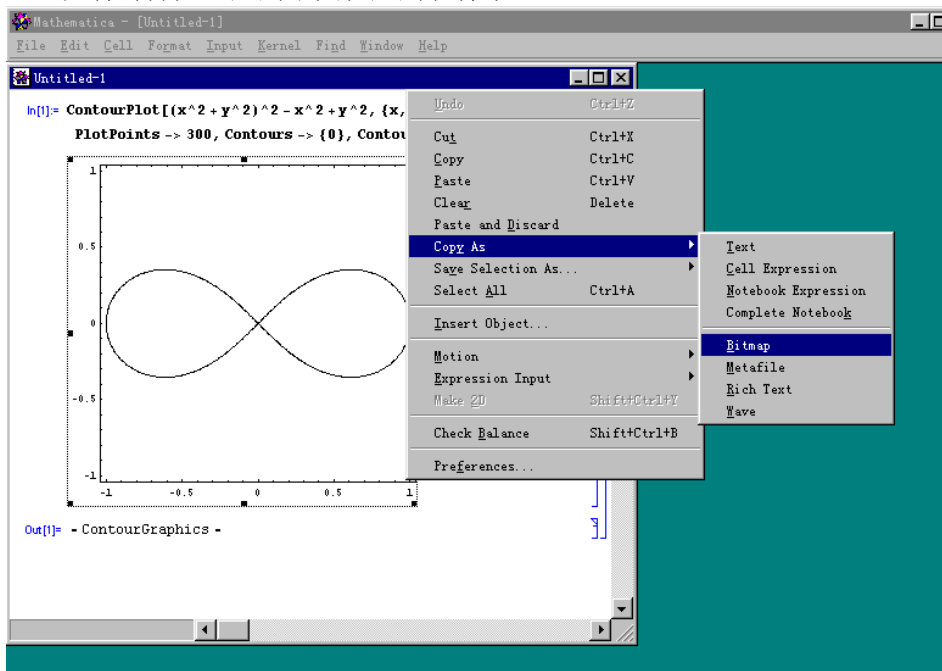 Mathematica - [Untitled-1]
File Edit Cell Format Input Kernel Find Window Help
Untitled-1
In[1]:= ContourPlot[(x^2 + y^2)^2 - x^2 + y^2, {x,
PlotPoints -> 300, Contours -> {0}, Contou
1
0.5
0
-0.5
-1
-1 -0.5 0 0.5 1
Out[1]= - ContourGraphics -
Undo Ctrl+Z
Cut Ctrl+X
Copy Ctrl+C
Paste Ctrl+V
Clear Delete
Paste and Discard
Copy As
Save Selection As...
Select All Ctrl+A
Insert Object...
Motion
Expression Input
Make 2D Shift+Ctrl+Y
Check Balance Shift+Ctrl+B
Preferences...
Text
Cell Expression
Notebook Expression
Complete Notebook
Bitmap
Metafile
Rich Text
Wave